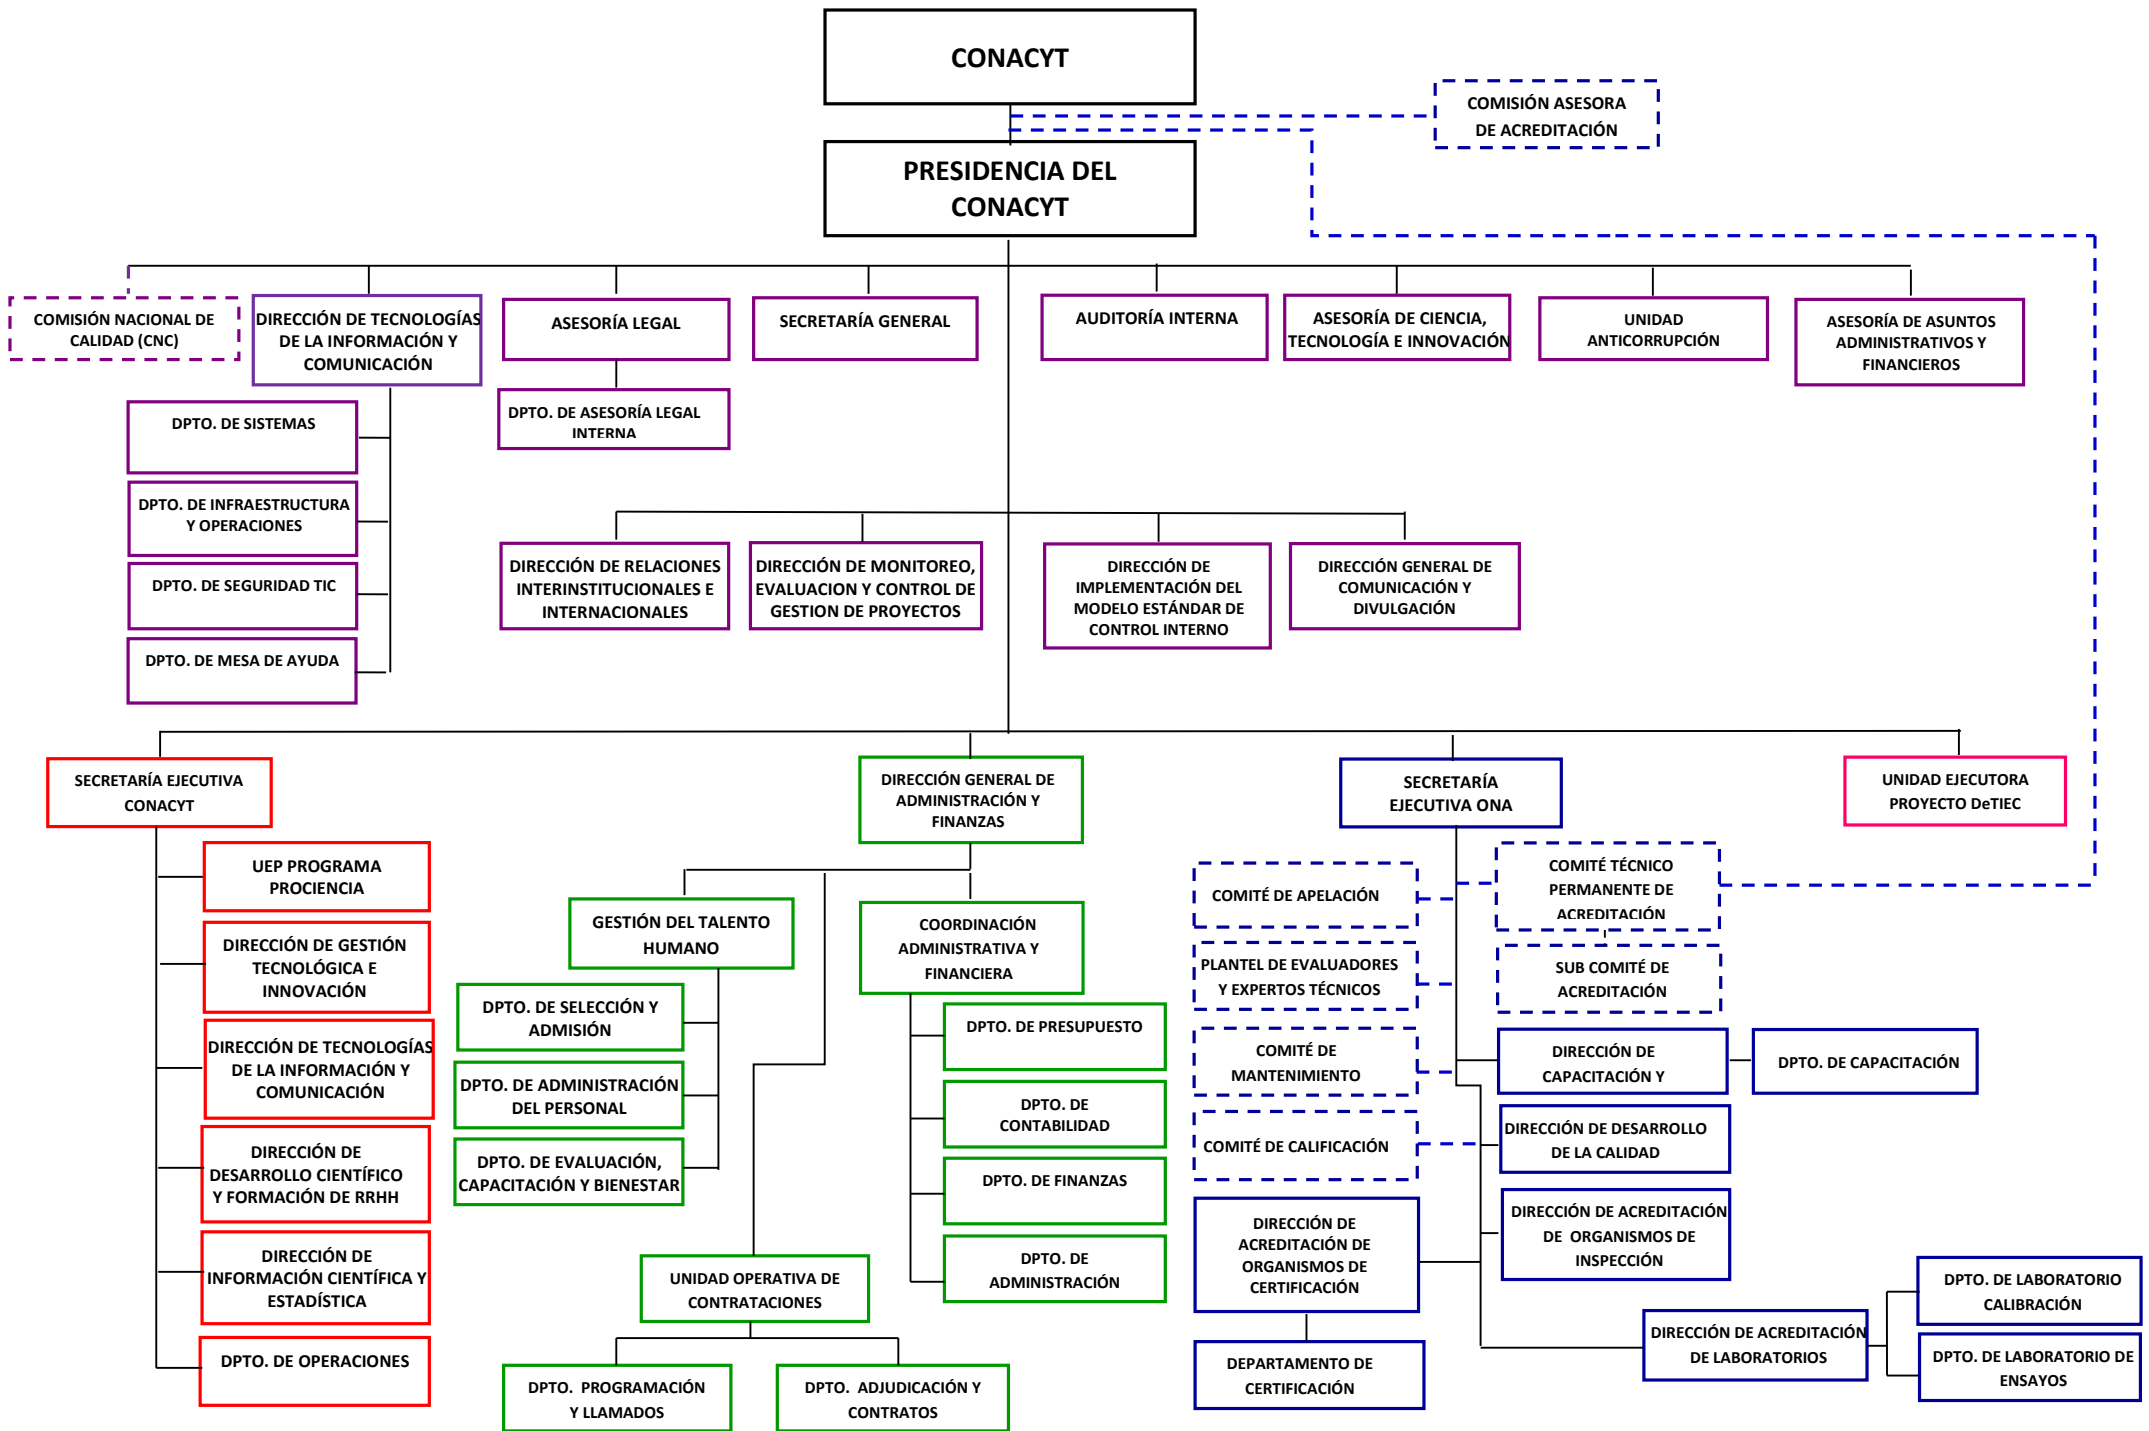 CONACYT
COMISIÓN ASESORA
DE ACREDITACIÓN
PRESIDENCIA DEL
CONACYT
COMISIÓN NACIONAL DE
CALIDAD (CNC)
DIRECCIÓN DE TECNOLOGÍAS
DE LA INFORMACIÓN Y
COMUNICACIÓN
ASESORÍA LEGAL
SECRETARÍA GENERAL
AUDITORÍA INTERNA
ASESORÍA DE CIENCIA,
TECNOLOGÍA E INNOVACIÓN
UNIDAD
ANTICORRUPCIÓN
ASESORÍA DE ASUNTOS
ADMINISTRATIVOS Y
FINANCIEROS
DPTO. DE SISTEMAS
DPTO. DE INFRAESTRUCTURA
Y OPERACIONES
DPTO. DE SEGURIDAD TIC
DPTO. DE MESA DE AYUDA
DPTO. DE ASESORÍA LEGAL
INTERNA
DIRECCIÓN DE RELACIONES
INTERINSTITUCIONALES E
INTERNACIONALES
DIRECCIÓN DE MONITOREO,
EVALUACION Y CONTROL DE
GESTION DE PROYECTOS
DIRECCIÓN DE
IMPLEMENTACIÓN DEL
MODELO ESTÁNDAR DE
CONTROL INTERNO
DIRECCIÓN GENERAL DE
COMUNICACIÓN Y
DIVULGACIÓN
SECRETARÍA EJECUTIVA
CONACYT
UEP PROGRAMA
PROCIENCIA
DIRECCIÓN DE GESTIÓN
TECNOLÓGICA E
INNOVACIÓN
DIRECCIÓN DE TECNOLOGÍAS
DE LA INFORMACIÓN Y
COMUNICACIÓN
DIRECCIÓN DE
DESARROLLO CIENTÍFICO
Y FORMACIÓN DE RRHH
DIRECCIÓN DE
INFORMACIÓN CIENTÍFICA Y
ESTADÍSTICA
DPTO. DE OPERACIONES
DIRECCIÓN GENERAL DE
ADMINISTRACIÓN Y
FINANZAS
GESTIÓN DEL TALENTO
HUMANO
DPTO. DE SELECCIÓN Y
ADMISIÓN
DPTO. DE ADMINISTRACIÓN
DEL PERSONAL
DPTO. DE EVALUACIÓN,
CAPACITACIÓN Y BIENESTAR
COORDINACIÓN
ADMINISTRATIVA Y
FINANCIERA
DPTO. DE PRESUPUESTO
DPTO. DE
CONTABILIDAD
DPTO. DE FINANZAS
DPTO. DE
ADMINISTRACIÓN
UNIDAD OPERATIVA DE
CONTRATACIONES
DPTO. PROGRAMACIÓN
Y LLAMADOS
DPTO. ADJUDICACIÓN Y
CONTRATOS
SECRETARÍA
EJECUTIVA ONA
COMITÉ DE APELACIÓN
PLANTEL DE EVALUADORES
Y EXPERTOS TÉCNICOS
COMITÉ DE
MANTENIMIENTO
COMITÉ DE CALIFICACIÓN
DIRECCIÓN DE
ACREDITACIÓN DE
ORGANISMOS DE
CERTIFICACIÓN
DEPARTAMENTO DE
CERTIFICACIÓN
COMITÉ TÉCNICO
PERMANENTE DE
ACREDITACIÓN
SUB COMITÉ DE
ACREDITACIÓN
DIRECCIÓN DE
CAPACITACIÓN Y
DPTO. DE CAPACITACIÓN
DIRECCIÓN DE DESARROLLO
DE LA CALIDAD
DIRECCIÓN DE ACREDITACIÓN
DE ORGANISMOS DE
INSPECCIÓN
DIRECCIÓN DE ACREDITACIÓN
DE LABORATORIOS
DPTO. DE LABORATORIO
CALIBRACIÓN
DPTO. DE LABORATORIO DE
ENSAYOS
UNIDAD EJECUTORA
PROYECTO DeTIEC